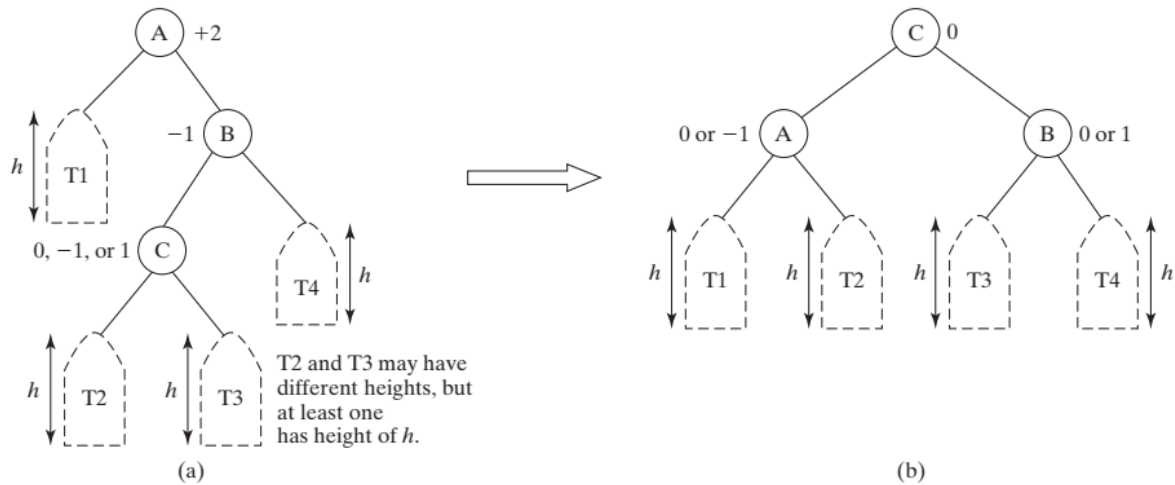 A +2
C 0
−1 B
0 or −1 A
B 0 or 1
h
T1
0, −1, or 1 C
T4
h
h
T1
h
T2
h
T3
h
T4
h
T2
h
T3
T2 and T3 may have
different heights, but
at least one
has height of h.
(a)
(b)